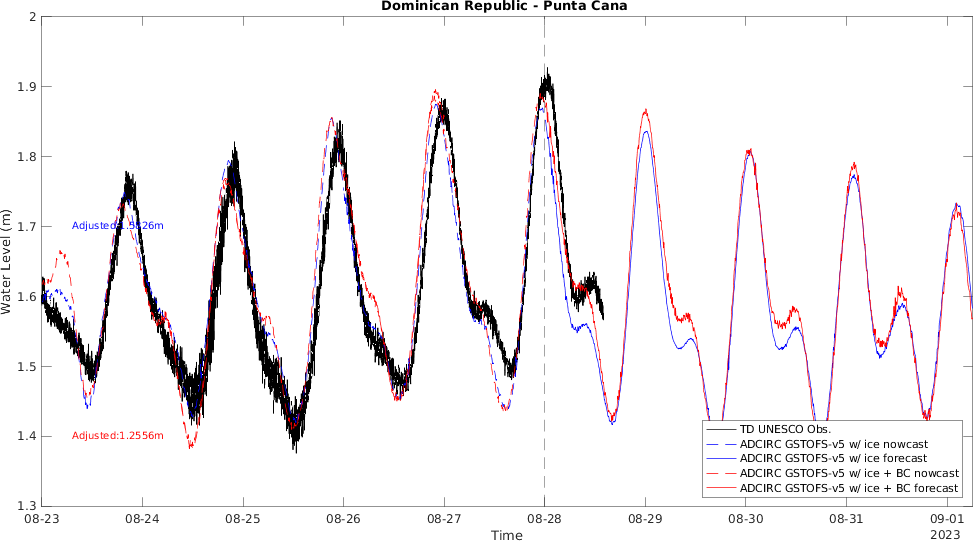 Dominican Republic - Punta Cana
2
1.9
1.8
1.7
1.6
1.5
1.4
1.3
Water Level (m)
Adjusted:1.5826m
Adjusted:1.2556m
TD UNESCO Obs.
ADCIRC GSTOFS-v5 w/ ice nowcast
ADCIRC GSTOFS-v5 w/ ice forecast
ADCIRC GSTOFS-v5 w/ ice + BC nowcast
ADCIRC GSTOFS-v5 w/ ice + BC forecast
08-23 08-24 08-25 08-26 08-27 08-28 08-29 08-30 08-31 09-01
2023
Time